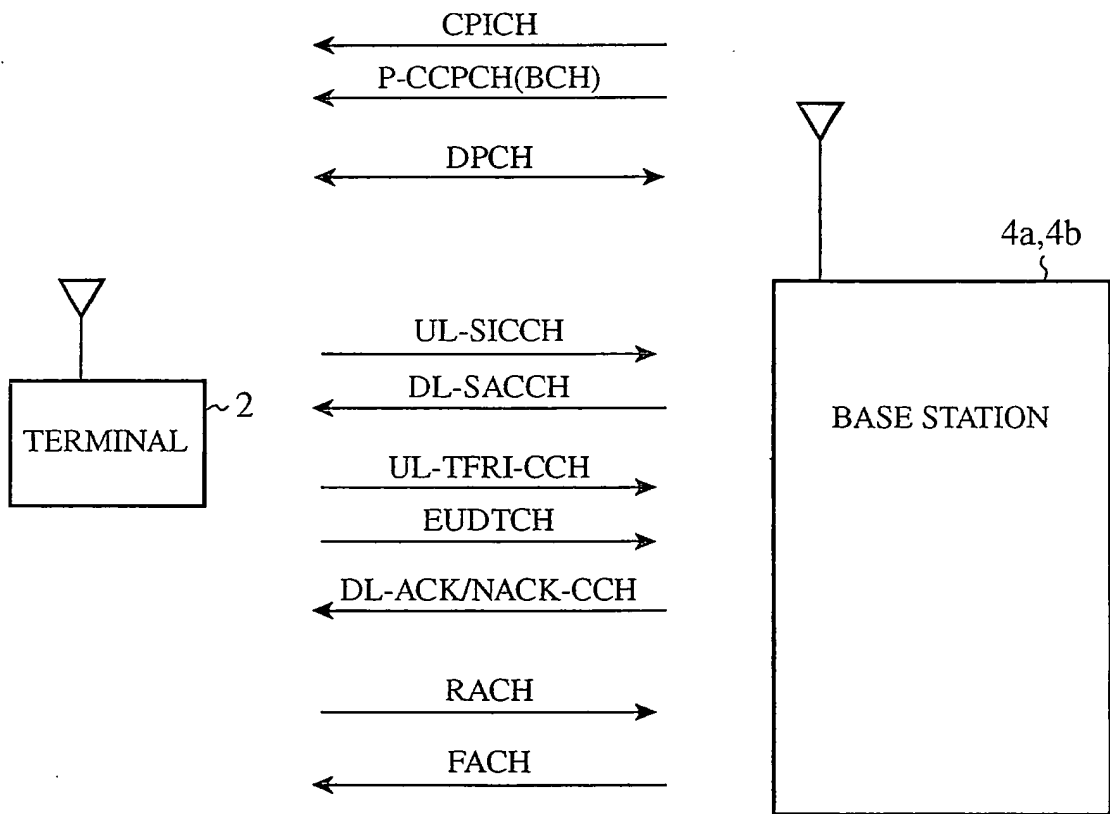 CPICH
P-CCPCH(BCH)
DPCH
4a,4b
UL-SICCH
DL-SACCH
2
TERMINAL
BASE STATION
UL-TFRI-CCH
EUDTCH
DL-ACK/NACK-CCH
RACH
FACH